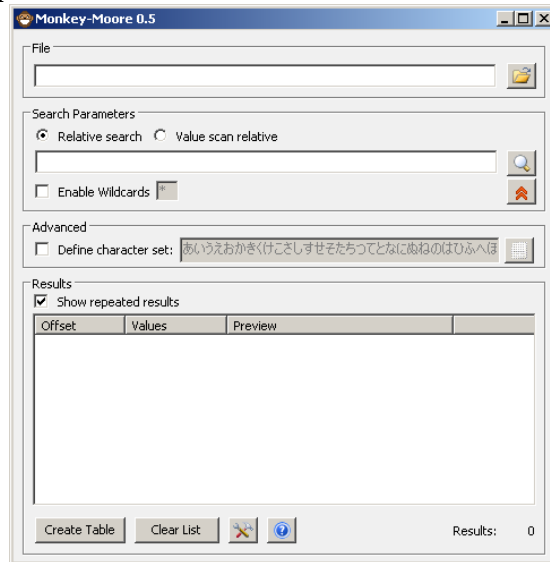 Monkey-Moore 0.5
File
Search Parameters
Relative search Value scan relative
Enable Wildcards *
Advanced
Define character set: あいうえおかきくけこさしすせそたちつてとなにぬねのはひふへほ
Results
Show repeated results
Offset Values Preview
Create Table Clear List Results: 0